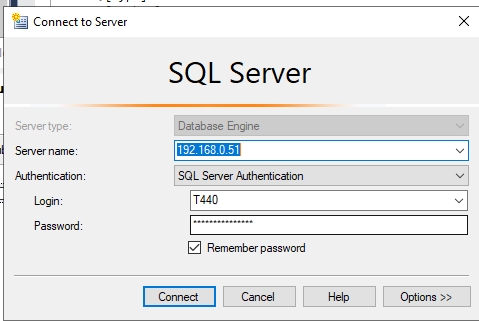 Connect to Server
SQL Server
Server type: Database Engine
Server name: 192.168.0.51
Authentication: SQL Server Authentication
Login: T440
Password: ***************
Remember password
Connect Cancel Help Options >>